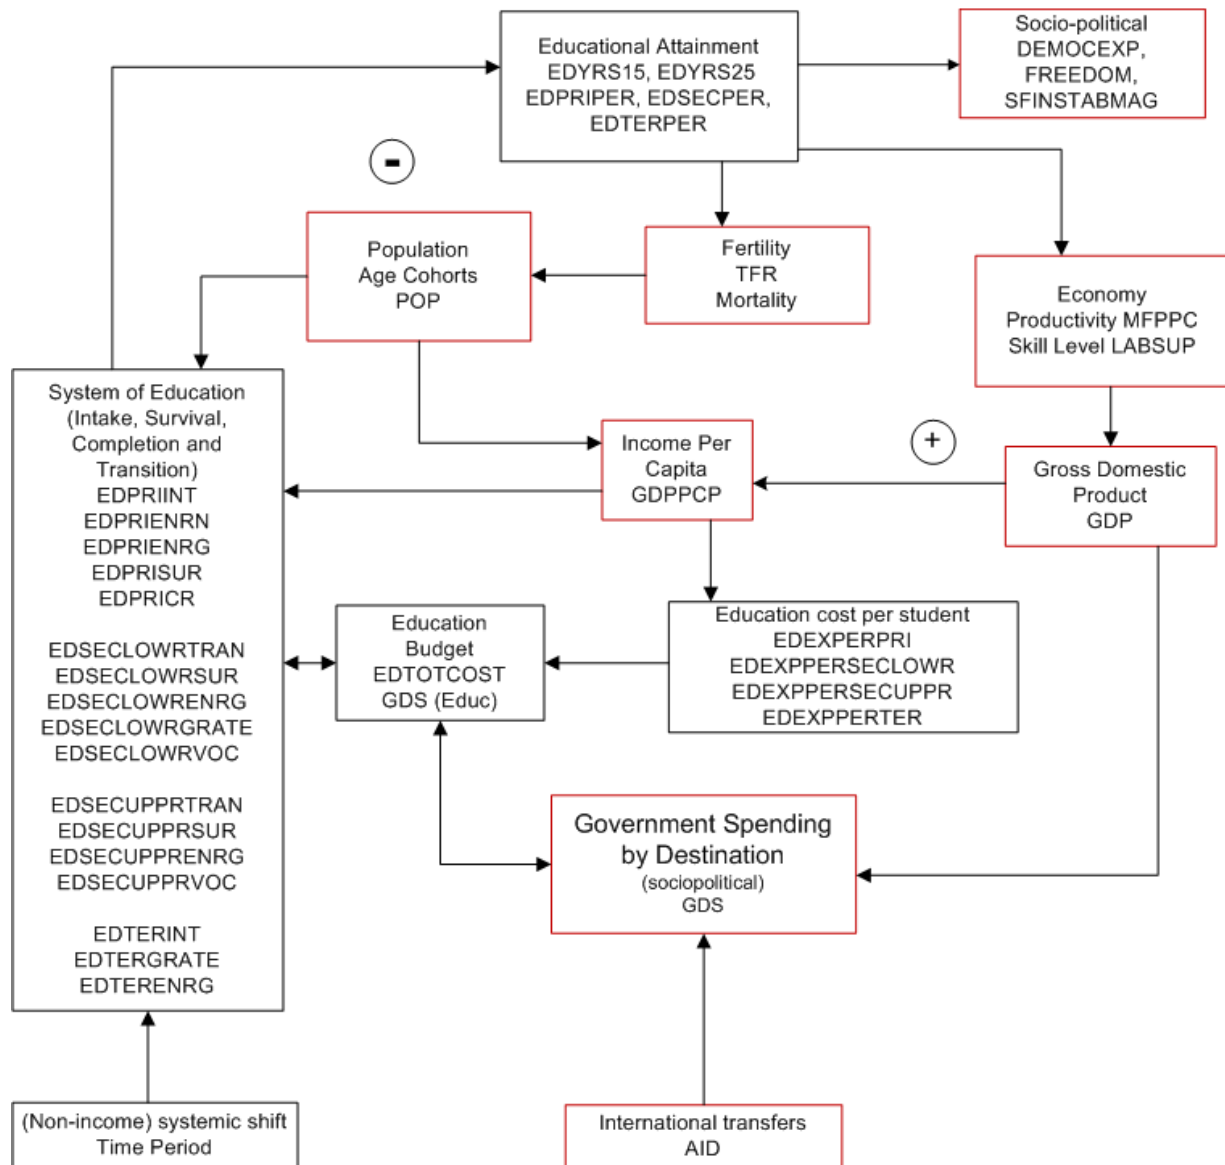 Educational Attainment
EDYRS15, EDYRS25
EDPRIPER, EDSECPER,
EDTERPER
Socio-political
DEMOCEXP,
FREEDOM,
SFINSTABMAG
-
Population
Age Cohorts
POP
Fertility
TFR
Mortality
Economy
Productivity MFPPC
Skill Level LABSUP
System of Education
(Intake, Survival,
Completion and
Transition)
EDPRIINT
EDPRIENRN
EDPRIENRG
EDPRISUR
EDPRICR
EDSECLOWRTRAN
EDSECLOWRSUR
EDSECLOWRENRG
EDSECLOWRGRATE
EDSECLOWRVOC
EDSECUPPRTRAN
EDSECUPPRSUR
EDSECUPPRENRG
EDSECUPPRVOC
EDTERINT
EDTERGRATE
EDTERENRG
Income Per
Capita
GDPPCP
+
Gross Domestic
Product
GDP
Education
Budget
EDTOTCOST
GDS (Educ)
Education cost per student
EDEXPERPRI
EDEXPPERSECLOWR
EDEXPPERSECUPPR
EDEXPPERTER
Government Spending
by Destination
(sociopolitical)
GDS
(Non-income) systemic shift
Time Period
International transfers
AID